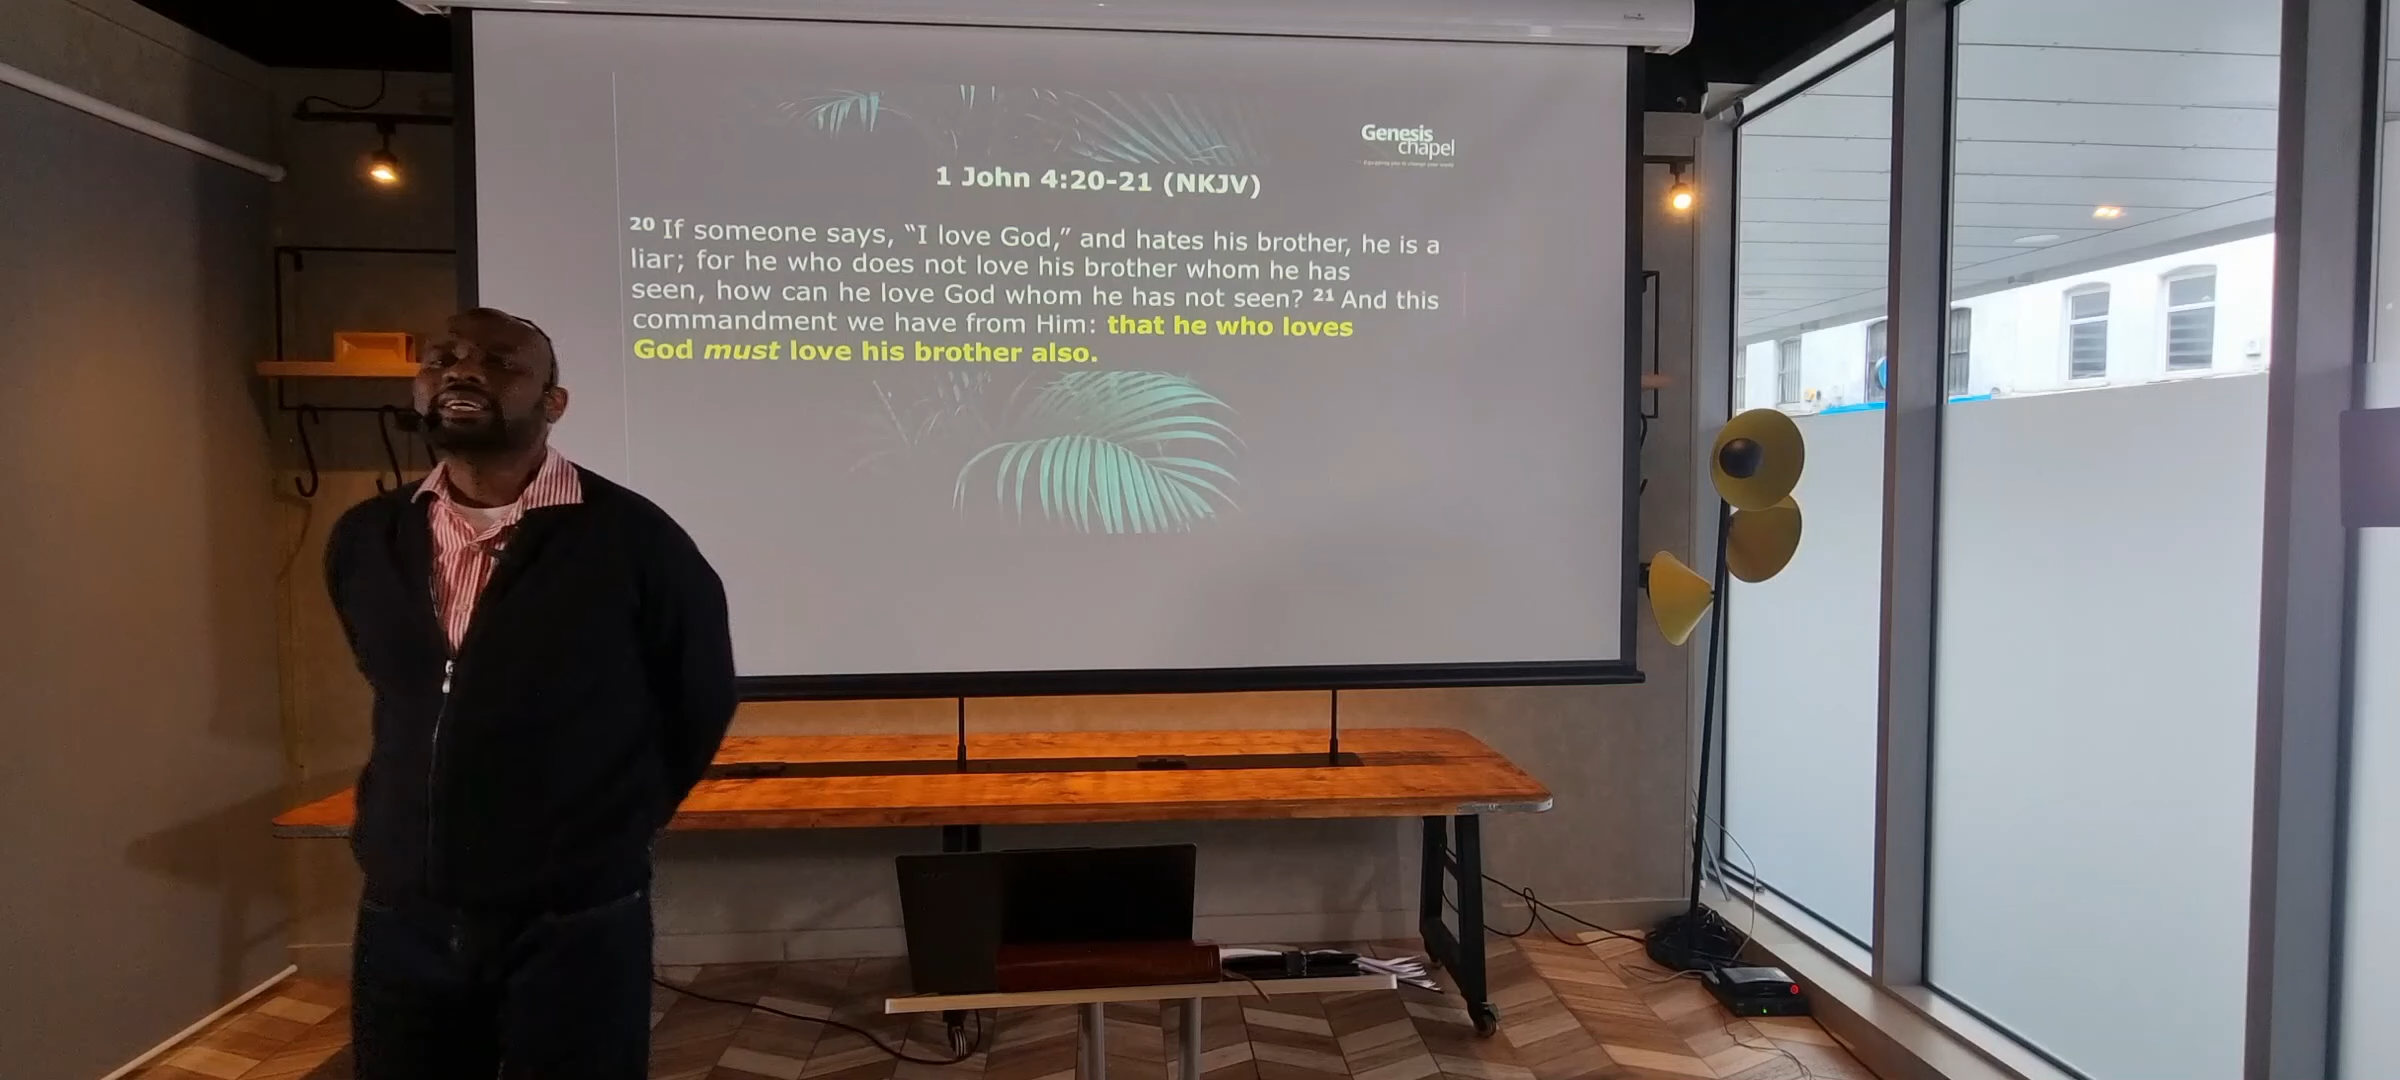 Genesis
chapel
1 John 4:20-21 (NKJV)
20 If someone says, “I love God,” and hates his brother, he is a
liar; for he who does not love his brother whom he has
seen, how can he love God whom he has not seen? 21 And this
commandment we have from Him: that he who loves
God must love his brother also.